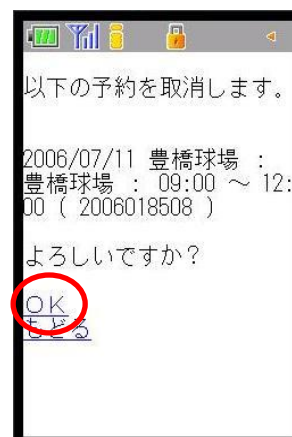 以下の予約を取消します。
2006/07/11 豊橋球場 :
豊橋球場 : 09:00 ～ 12:
00 ( 2006018508 )
よろしいですか？
OK
もどる